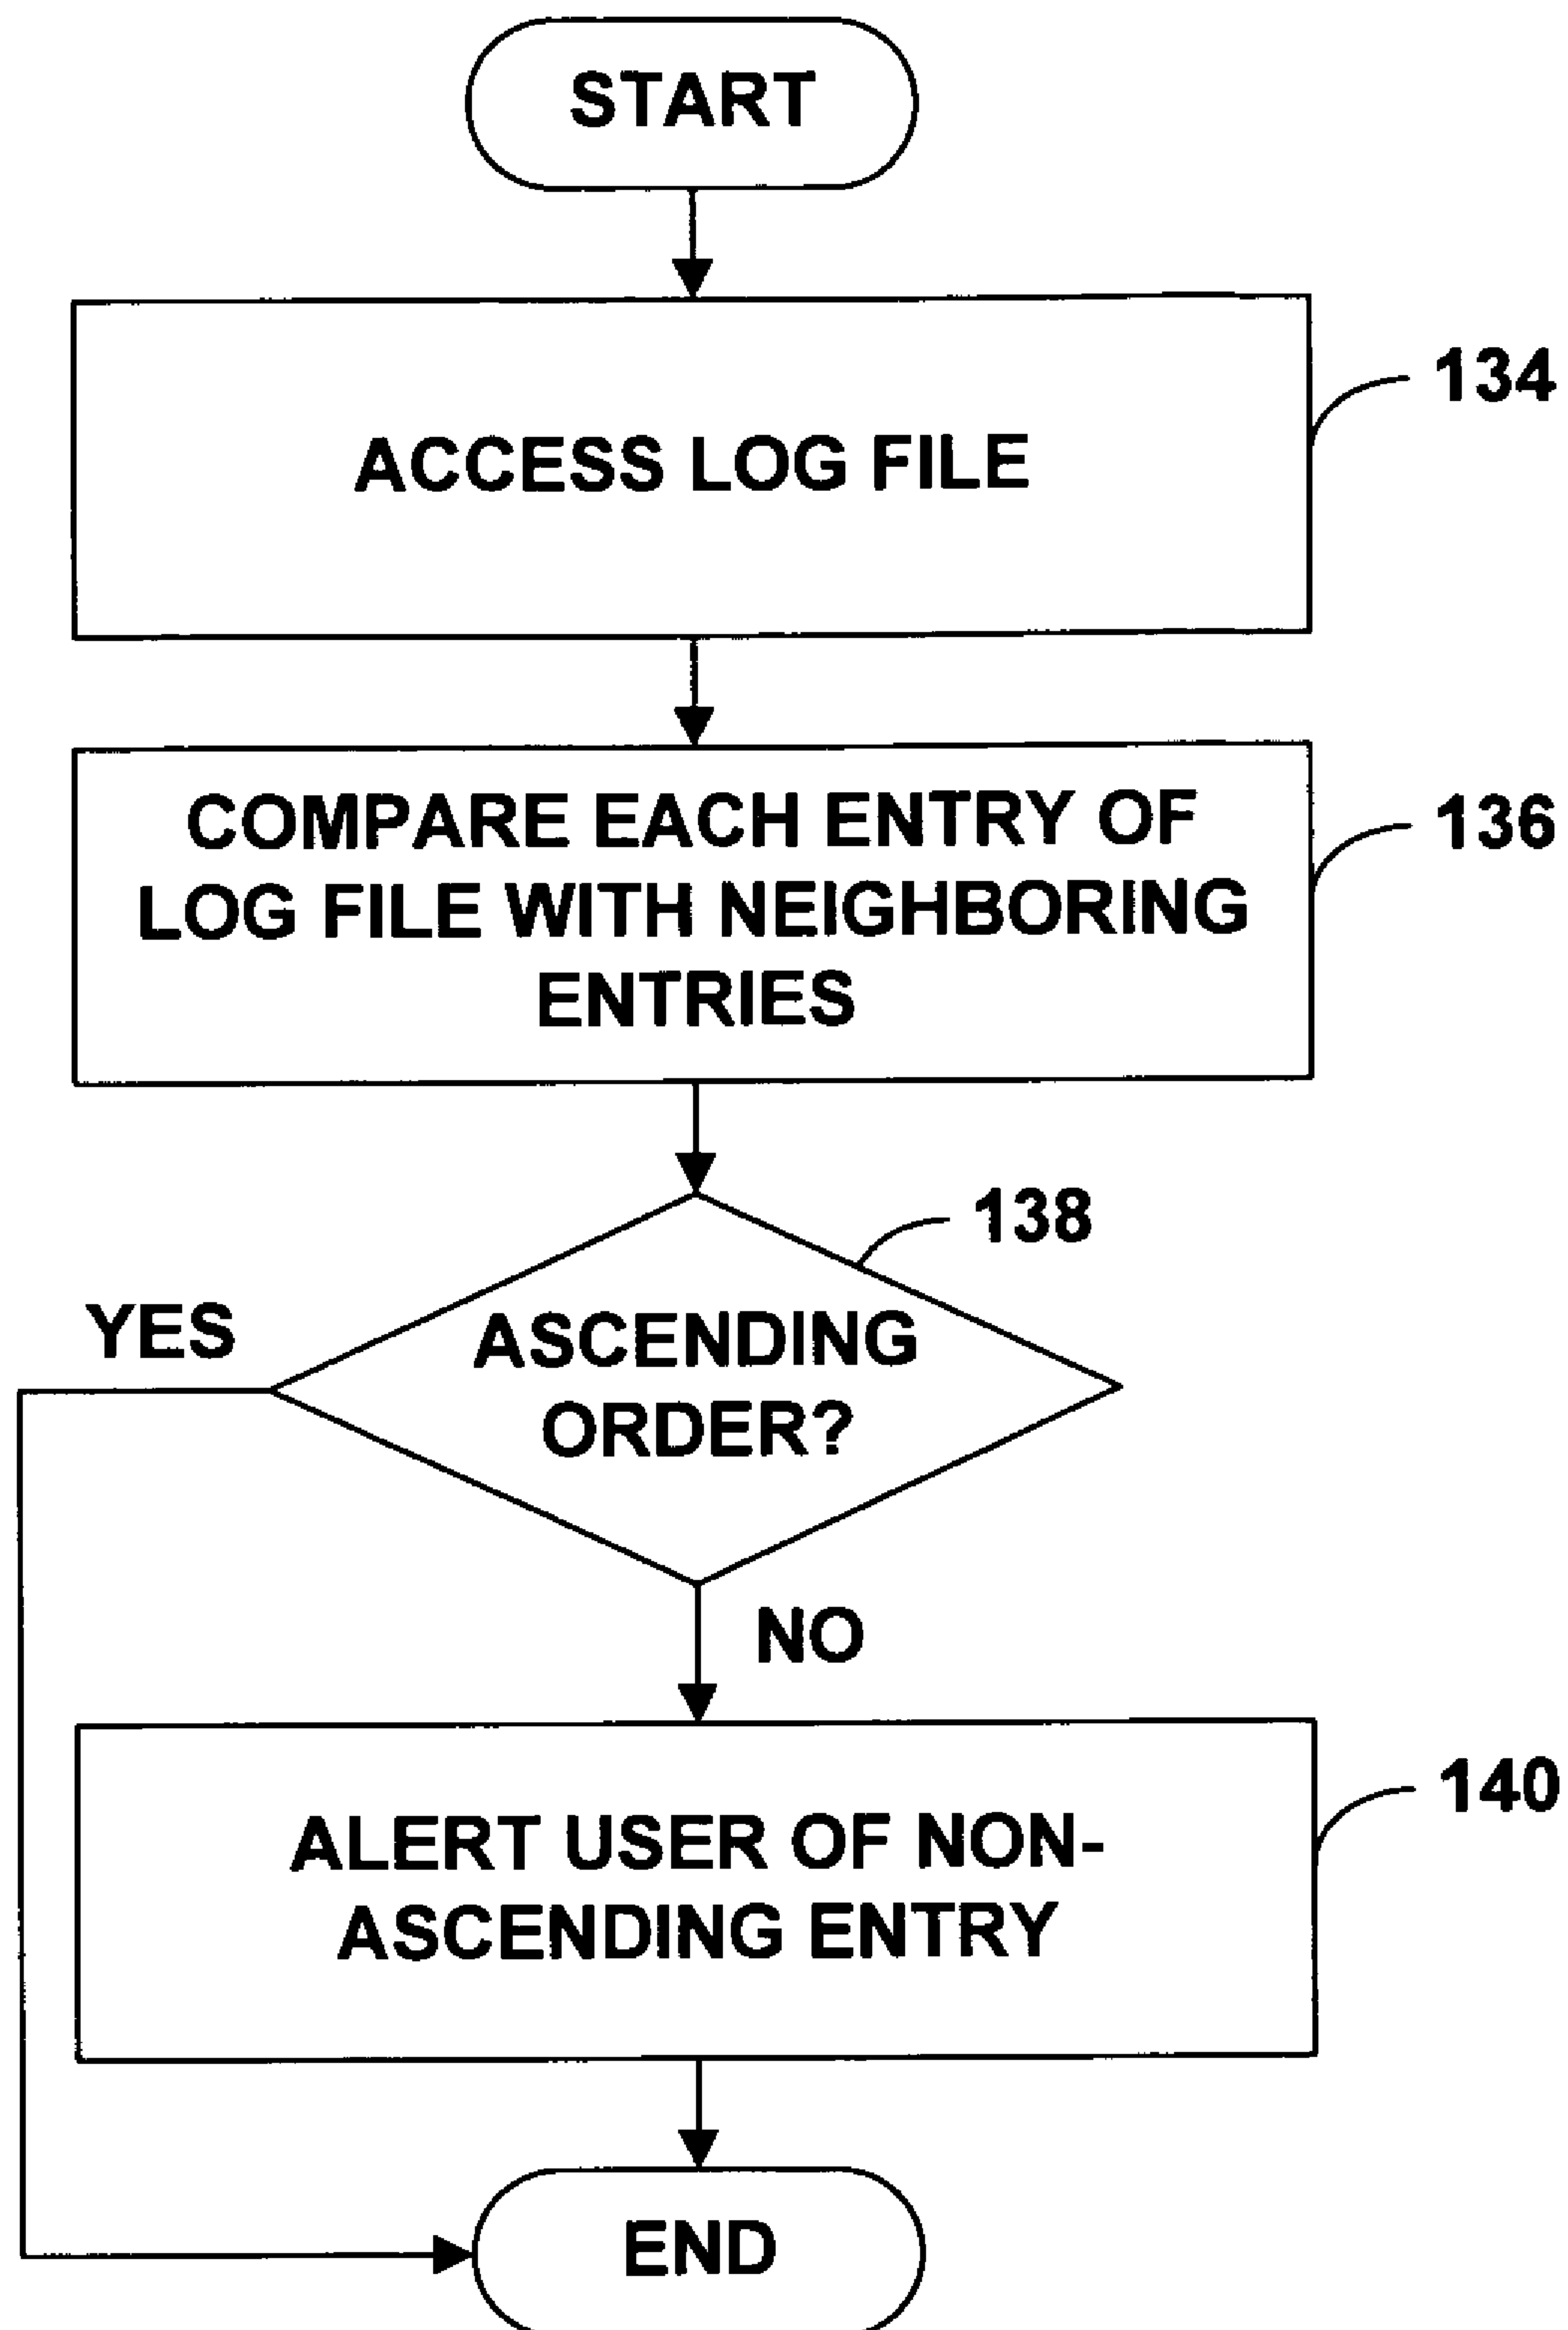 START
134
ACCESS LOG FILE
136
COMPARE EACH ENTRY OF
LOG FILE WITH NEIGHBORING
ENTRIES
138
YES
ASCENDING
ORDER?
NO
140
ALERT USER OF NON-
ASCENDING ENTRY
END